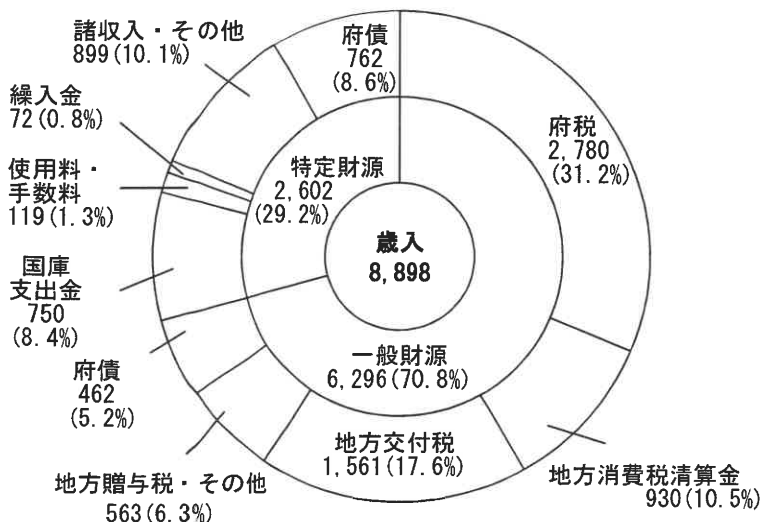 諸収入・その他
899(10.1%)
府債
762
(8.6%)
繰入金
72(0.8%)
使用料・
手数料
119(1.3%)
国庫
支出金
750
(8.4%)
府債
462
(5.2%)
地方贈与税・その他
563(6.3%)
地方交付税
1,561(17.6%)
地方消費税清算金
930(10.5%)
府税
2,780
(31.2%)
特定財源
2,602
(29.2%)
歳入
8,898
一般財源
6,296(70.8%)